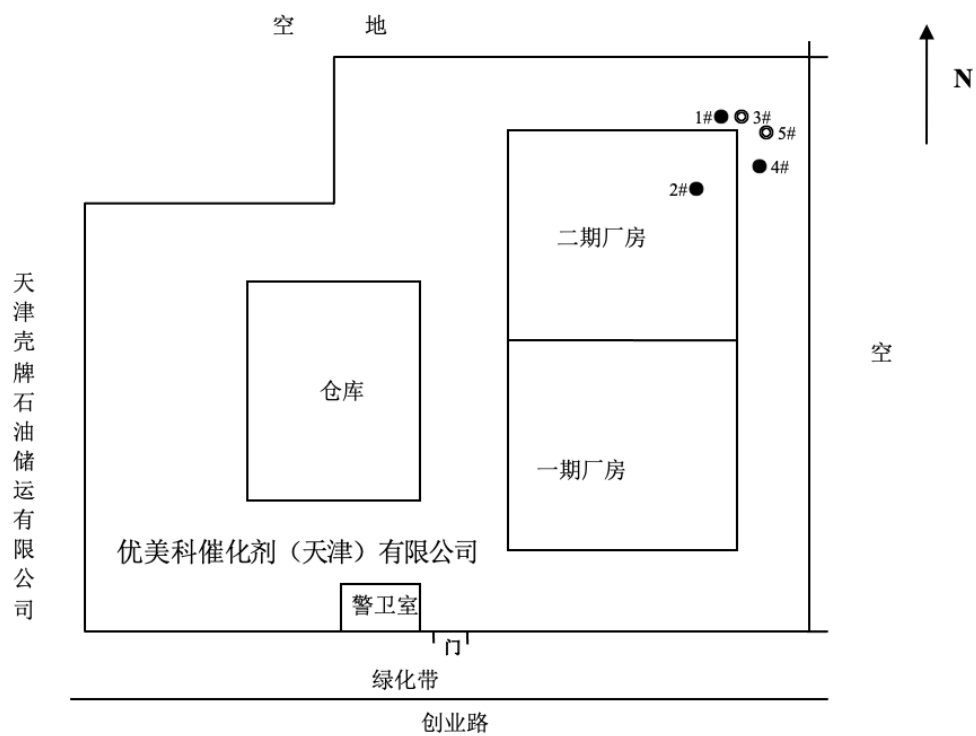 空 地
N
1# 3#
5#
4#
2#
二期厂房
天津壳牌石油储运有限公司
空
仓库
一期厂房
优美科催化剂（天津）有限公司
警卫室
门
绿化带
创业路